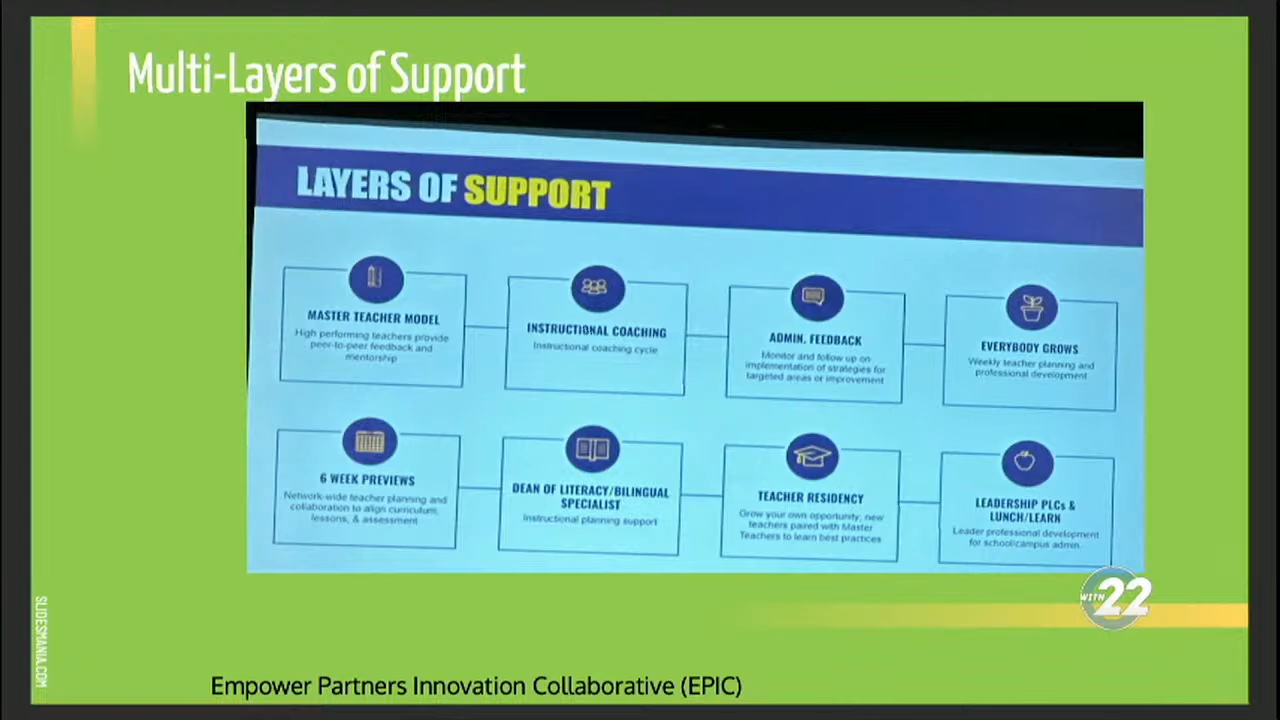 Multi-Layers of Support
LAYERS OF SUPPORT
MASTER TEACHER MODEL
High performing teachers provide
peer-to-peer feedback and
mentorship
INSTRUCTIONAL COACHING
Instructional coaching cycle
ADMIN. FEEDBACK
Monitor and follow up on
implementation of strategies for
targeted areas or improvement
EVERYBODY GROWS
Weekly teacher planning and
professional development
6 WEEK PREVIEWS
Network-wide teacher planning and
collaboration to align curriculum,
lessons, & assessment
DEAN OF LITERACY/BILINGUAL
SPECIALIST
Instructional planning support
TEACHER RESIDENCY
Grow your own opportunity; new
teachers paired with Master
Teachers to learn best practices
LEADERSHIP PLCs &
LUNCH/LEARN
Leader professional development
for school/campus admin.
WITN 22
SLIDESMANIA.COM
Empower Partners Innovation Collaborative (EPIC)